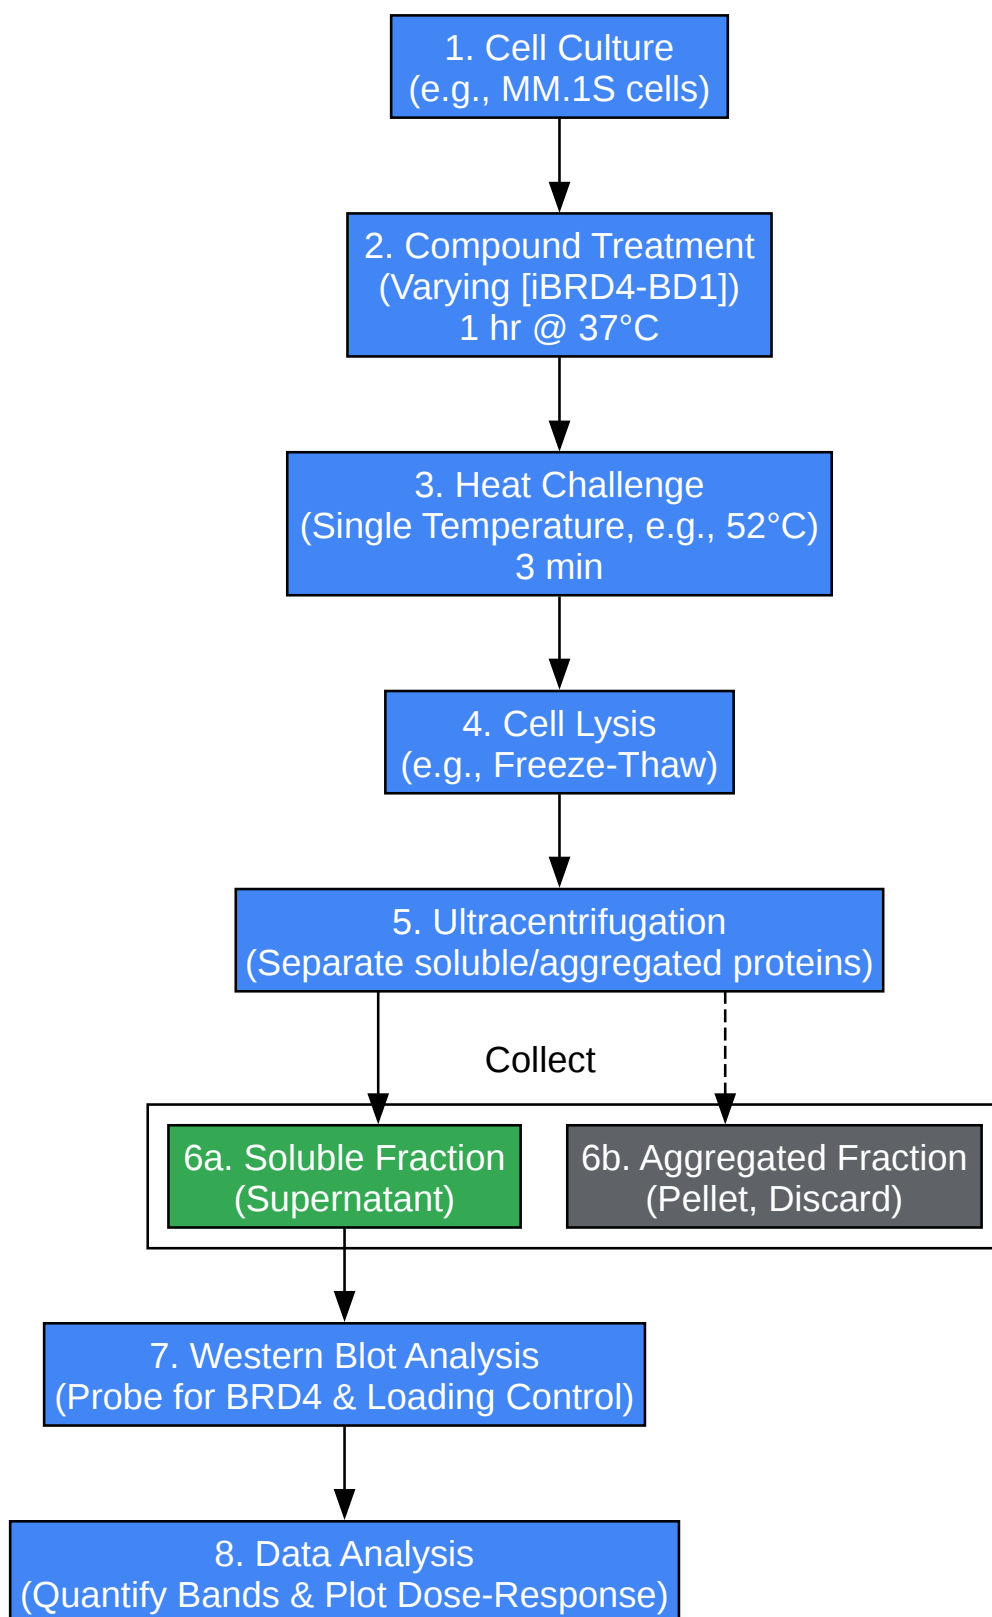 1. Cell Culture
(e.g., MM.1S cells)
2. Compound Treatment
(Varying [iBRD4-BD1])
1 hr @ 37°C
3. Heat Challenge
(Single Temperature, e.g., 52°C)
3 min
4. Cell Lysis
(e.g., Freeze-Thaw)
5. Ultracentrifugation
(Separate soluble/aggregated proteins)
Collect
6a. Soluble Fraction
(Supernatant)
6b. Aggregated Fraction
(Pellet, Discard)
7. Western Blot Analysis
(Probe for BRD4 & Loading Control)
8. Data Analysis
(Quantify Bands & Plot Dose-Response)